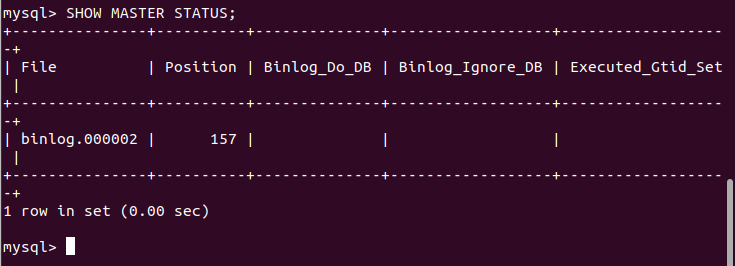 mysql> SHOW MASTER STATUS;
+---------------+----------+--------------+------------------+-------------------
-+
| File          | Position | Binlog_Do_DB | Binlog_Ignore_DB | Executed_Gtid_Set
 |
+---------------+----------+--------------+------------------+-------------------
-+
| binlog.000002 |      157 |              |                  |
 |
+---------------+----------+--------------+------------------+-------------------
-+
1 row in set (0.00 sec)
mysql>